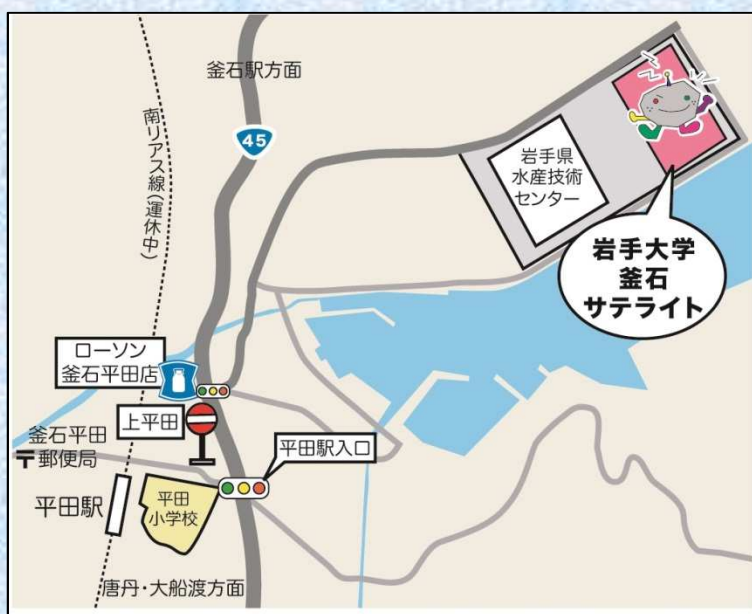 釜石駅方面
45
南リアス線(運休中)
岩手県
水産技術
センター
岩手大学
釜石
サテライト
ローソン
釜石平田店
上平田
釜石平田
〒郵便局
平田駅入口
平田駅
平田
小学校
唐丹・大船渡方面